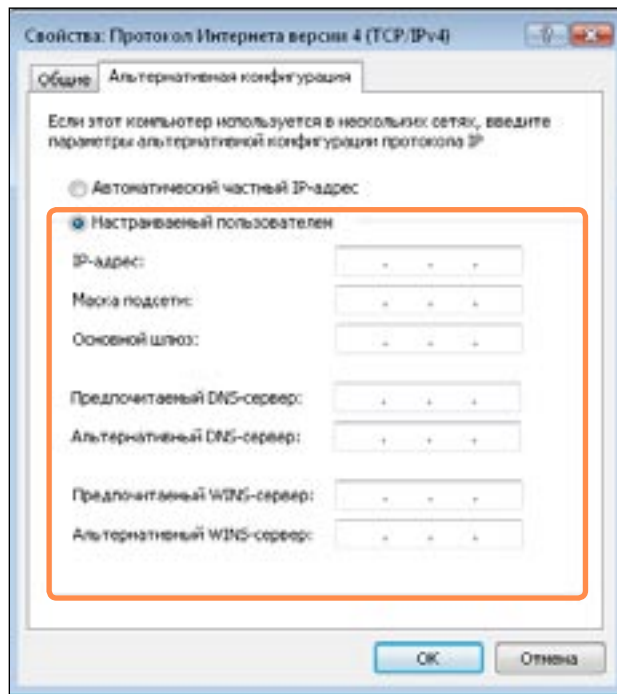 Свойства: Протокол Интернета версии 4 (TCP/IPv4)
Общие Альтернативная конфигурация
Если этот компьютер используется в нескольких сетях, введите
параметры альтернативной конфигурации протокола IP
Автоматический частный IP-адрес
Настраиваемый пользователем
IP-адрес:
Маска подсети:
Основной шлюз:
Предпочитаемый DNS-сервер:
Альтернативный DNS-сервер:
Предпочитаемый WINS-сервер:
Альтернативный WINS-сервер:
OK Отмена